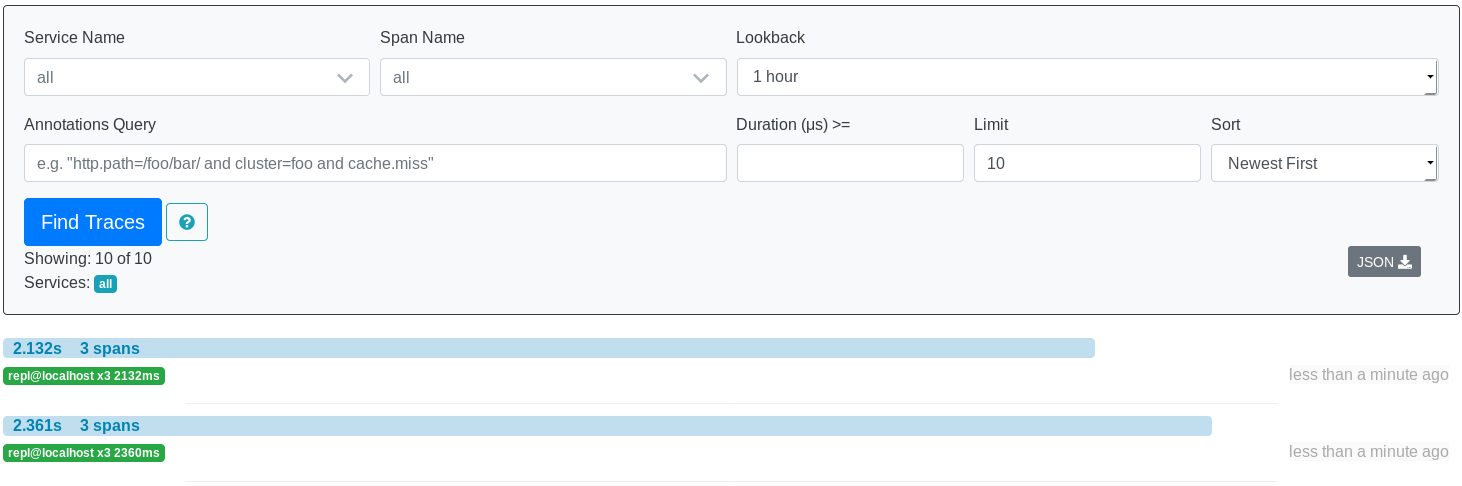 Service Name Span Name Lookback
all all 1 hour
Annotations Query Duration (μs) >= Limit Sort
e.g. "http.path=/foo/bar/ and cluster=foo and cache.miss" 10 Newest First
Find Traces
Showing: 10 of 10
JSON
Services: all
2.132s 3 spans
repl@localhost x3 2132ms less than a minute ago
2.361s 3 spans
repl@localhost x3 2360ms less than a minute ago